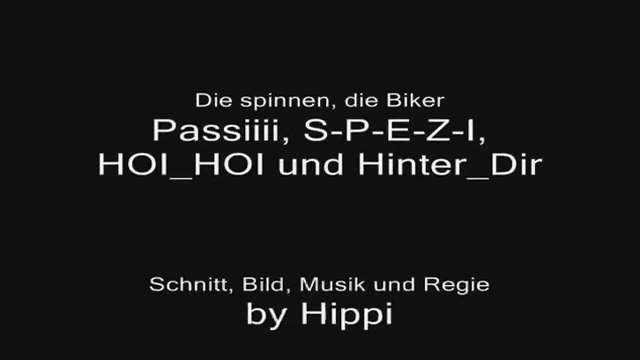 Die spinnen, die Biker
Passiiii, S-P-E-Z-I,
HOI_HOI und Hinter_Dir
Schnitt, Bild, Musik und Regie
by Hippi